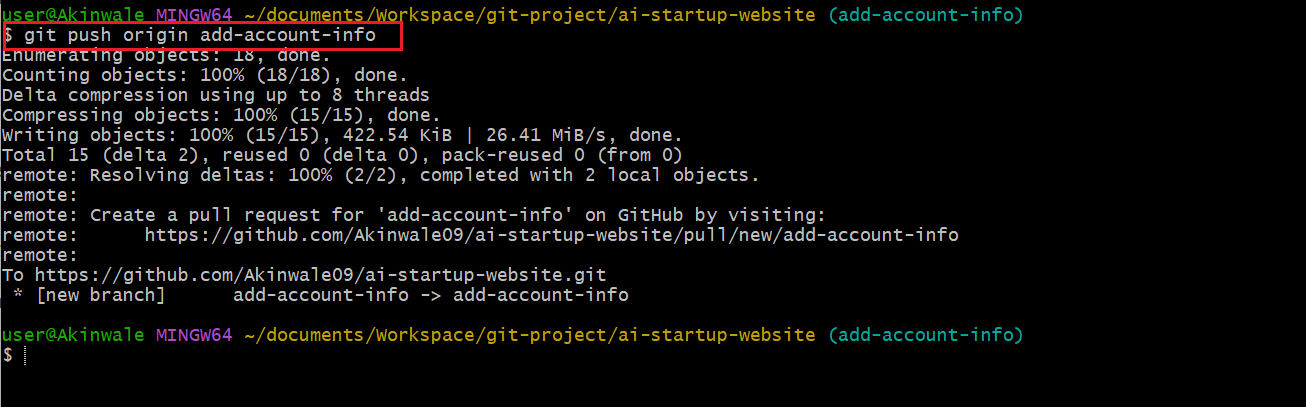 user@Akinwale MINGW64 ~/documents/Workspace/git-project/ai-startup-website (add-account-info)
$ git push origin add-account-info
Enumerating objects: 18, done.
Counting objects: 100% (18/18), done.
Delta compression using up to 8 threads
Compressing objects: 100% (15/15), done.
Writing objects: 100% (15/15), 422.54 KiB | 26.41 MiB/s, done.
Total 15 (delta 2), reused 0 (delta 0), pack-reused 0 (from 0)
remote: Resolving deltas: 100% (2/2), completed with 2 local objects.
remote:
remote: Create a pull request for 'add-account-info' on GitHub by visiting:
remote:      https://github.com/Akinwale09/ai-startup-website/pull/new/add-account-info
remote:
To https://github.com/Akinwale09/ai-startup-website.git
 * [new branch]      add-account-info -> add-account-info
user@Akinwale MINGW64 ~/documents/Workspace/git-project/ai-startup-website (add-account-info)
$